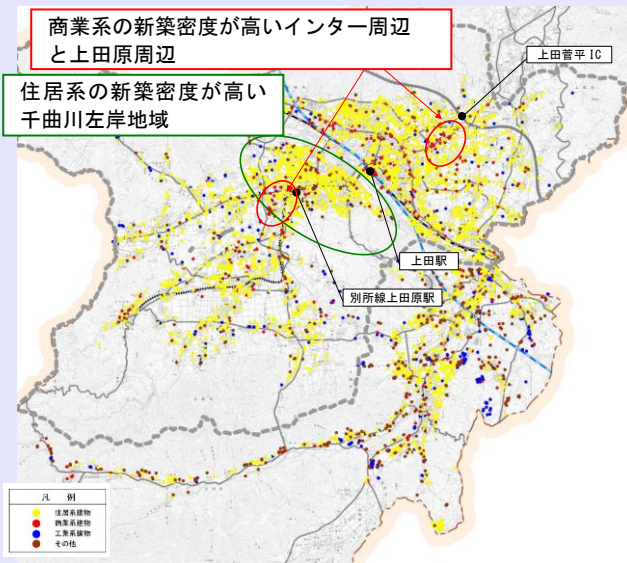 商業系の新築密度が高いインター周辺
と上田原周辺
上田菅平 IC
住居系の新築密度が高い
千曲川左岸地域
上田駅
別所線上田原駅
凡 例
住居系建物
商業系建物
工業系建物
その他